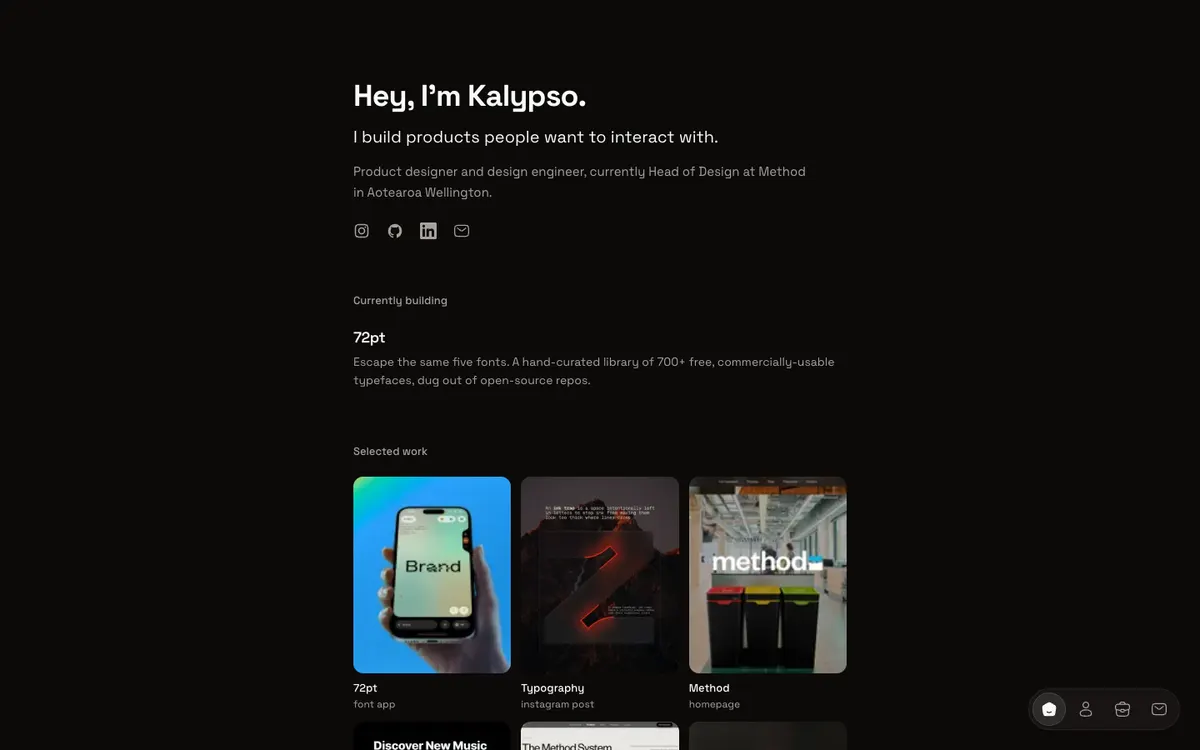 Hey, I'm Kalypso.
I build products people want to interact with.
Product designer and design engineer, currently Head of Design at Method
in Aotearoa Wellington.
Currently building
72pt
Escape the same five fonts. A hand-curated library of 700+ free, commercially-usable
typefaces, dug out of open-source repos.
Selected work
Brand
method
72pt
font app
Typography
instagram post
Method
homepage
Discover New Music
The Method System